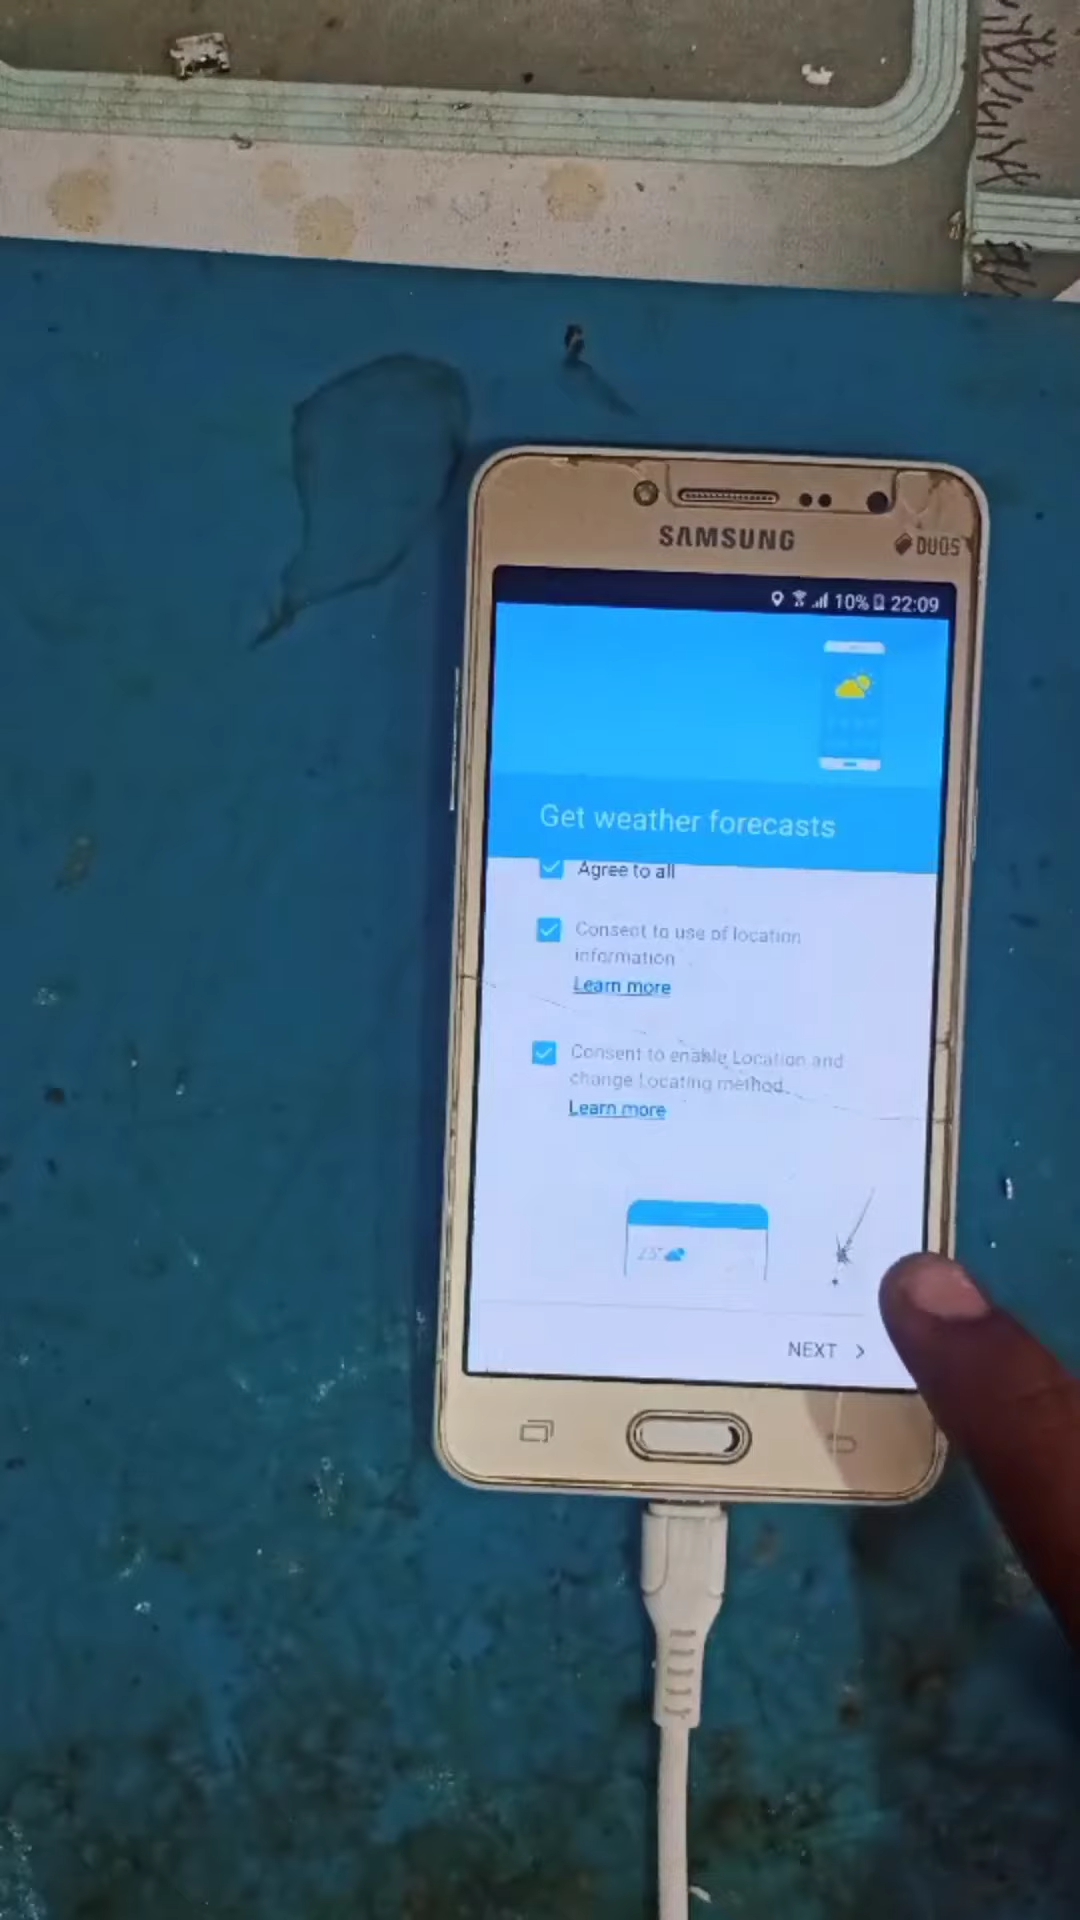 SAMSUNG
DUOS
10% 22:09
Get weather forecasts
Agree to all
Consent to use of location
information
Learn more
Consent to enable Location and
change Locating method
Learn more
NEXT >